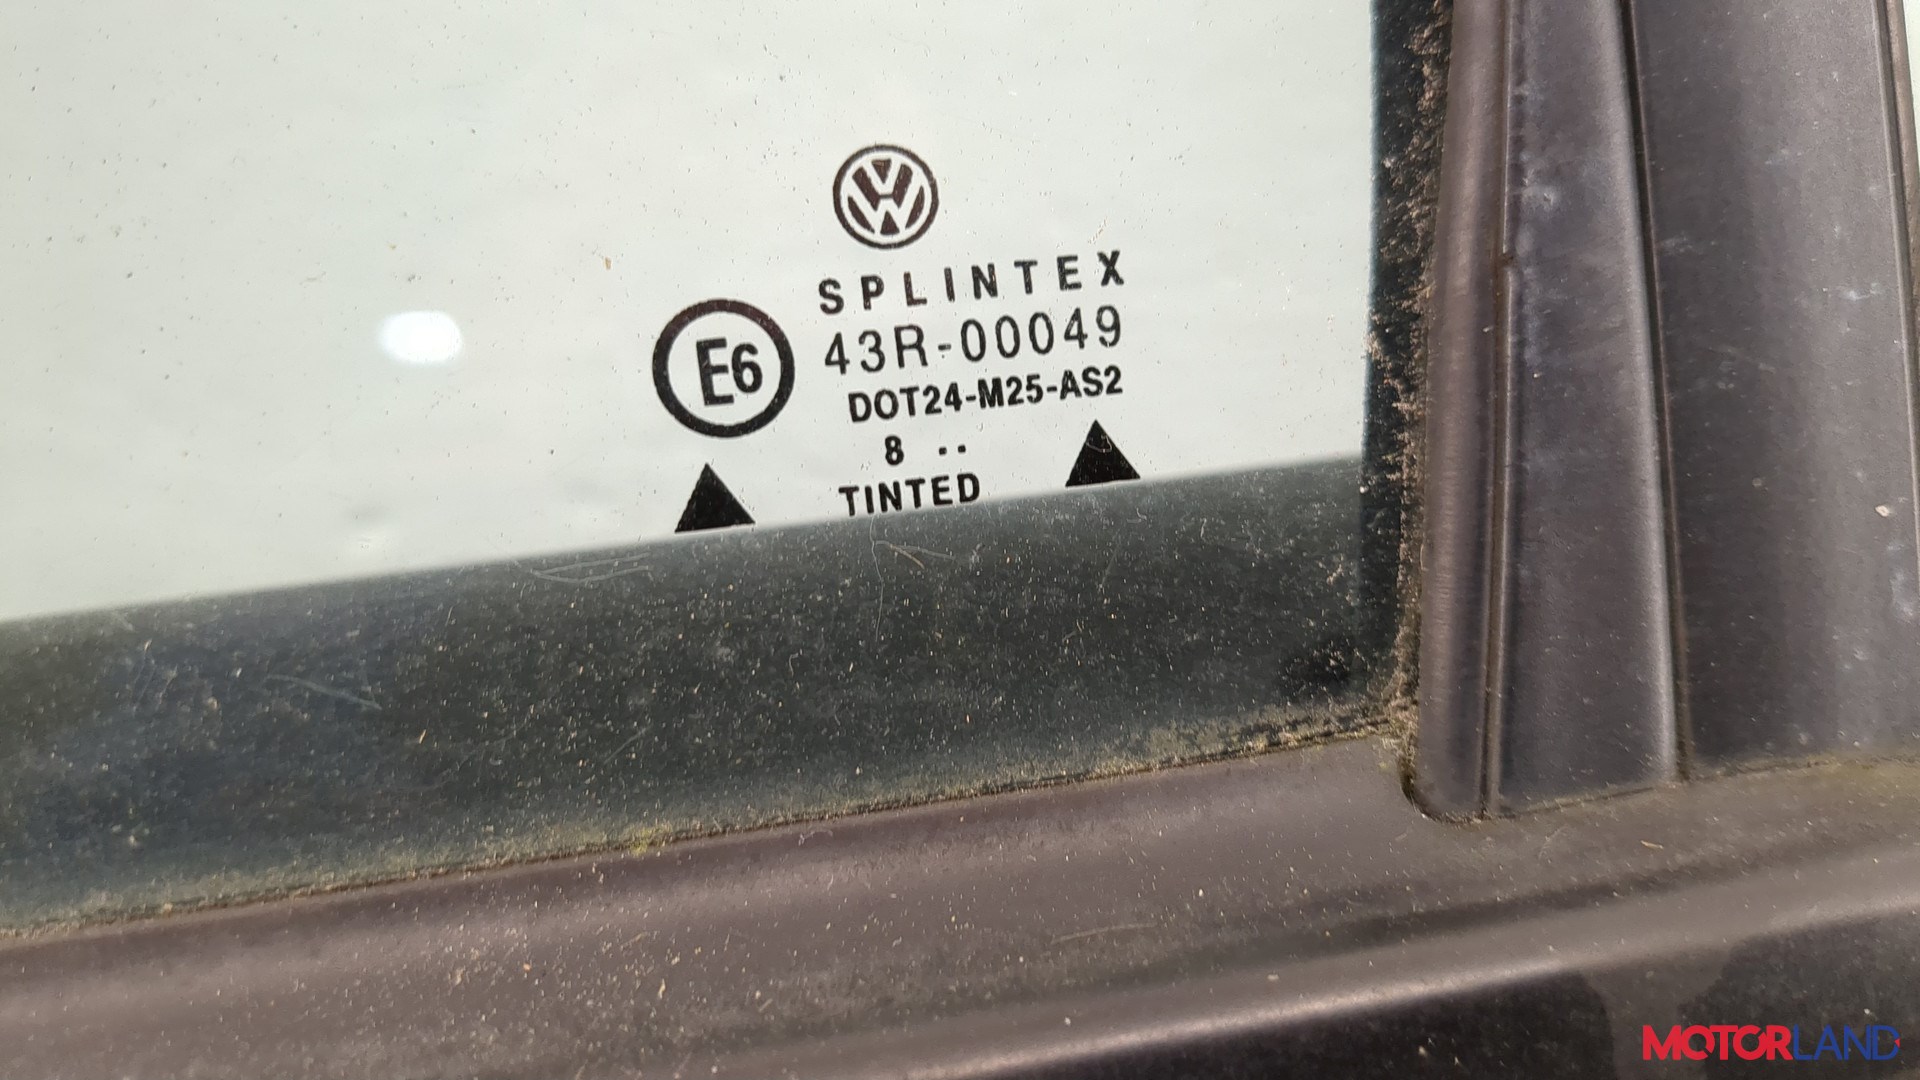 SPLINTEX
E6
43R-00049
DOT24-M25-AS2
8 ..
TINTED
MOTORLAND